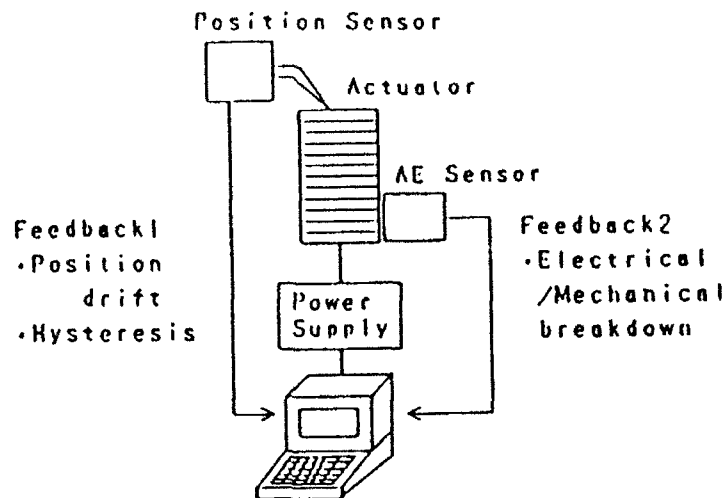 Position Sensor
Actuator
AE Sensor
Feedback1
•Position
drift
•Hysteresis
Feedback2
•Electrical
/Mechanical
breakdown
Power
Supply